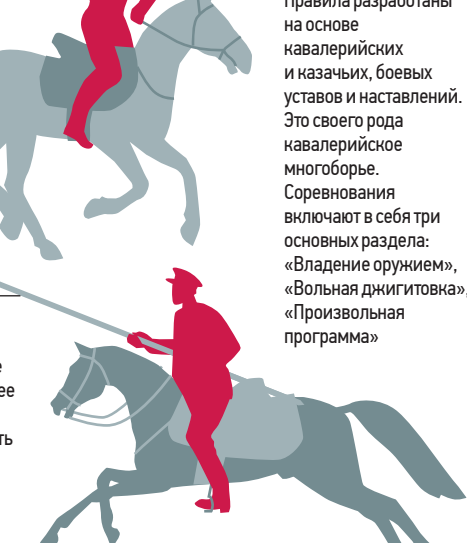 Правила разработаны
на основе
кавалерийских
и казачьих, боевых
уставов и наставлений.
Это своего рода
кавалерийское
многоборье.
Соревнования
включают в себя три
основных раздела:
«Владение оружием»,
«Вольная джигитовка»,
«Произвольная
программа»